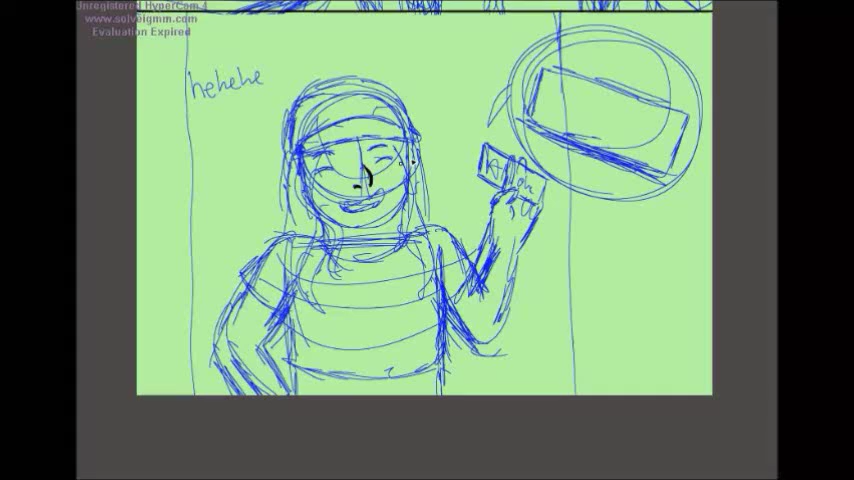 Unregistered HyperCam 4
www.solveigmm.com
Evaluation Expired
hehehe